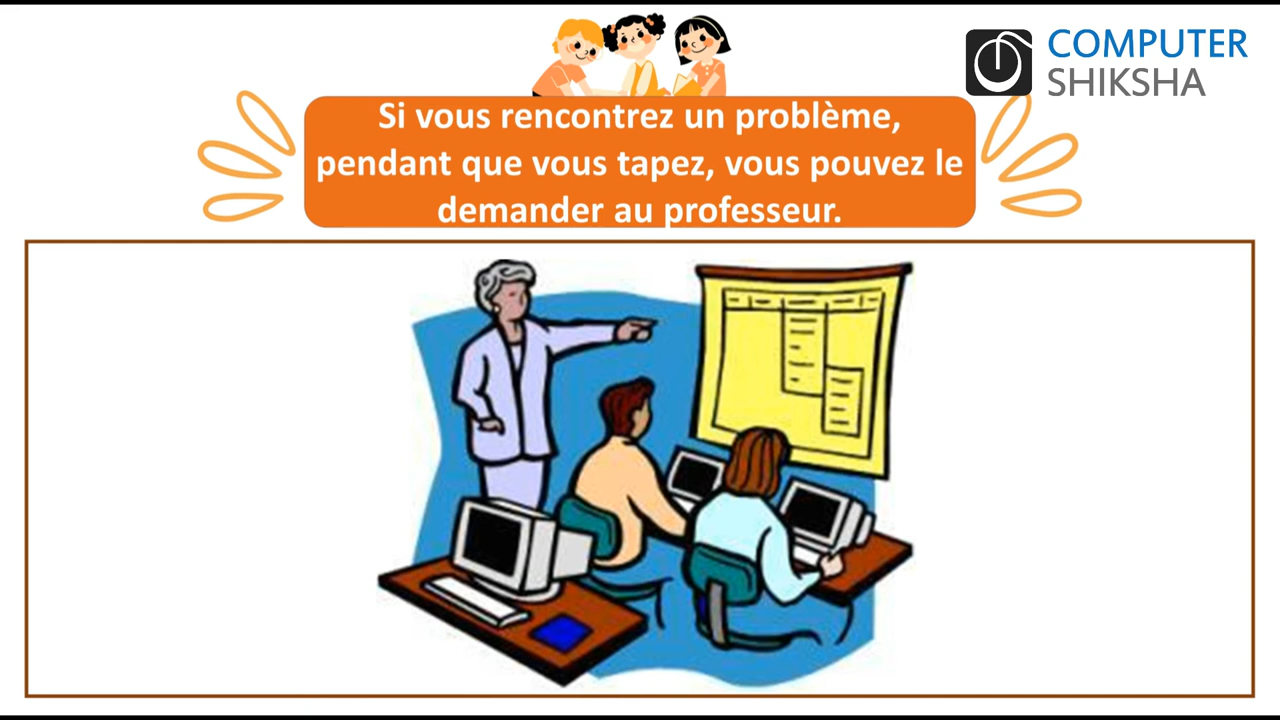 COMPUTER
SHIKSHA
Si vous rencontrez un problème,
pendant que vous tapez, vous pouvez le
demander au professeur.